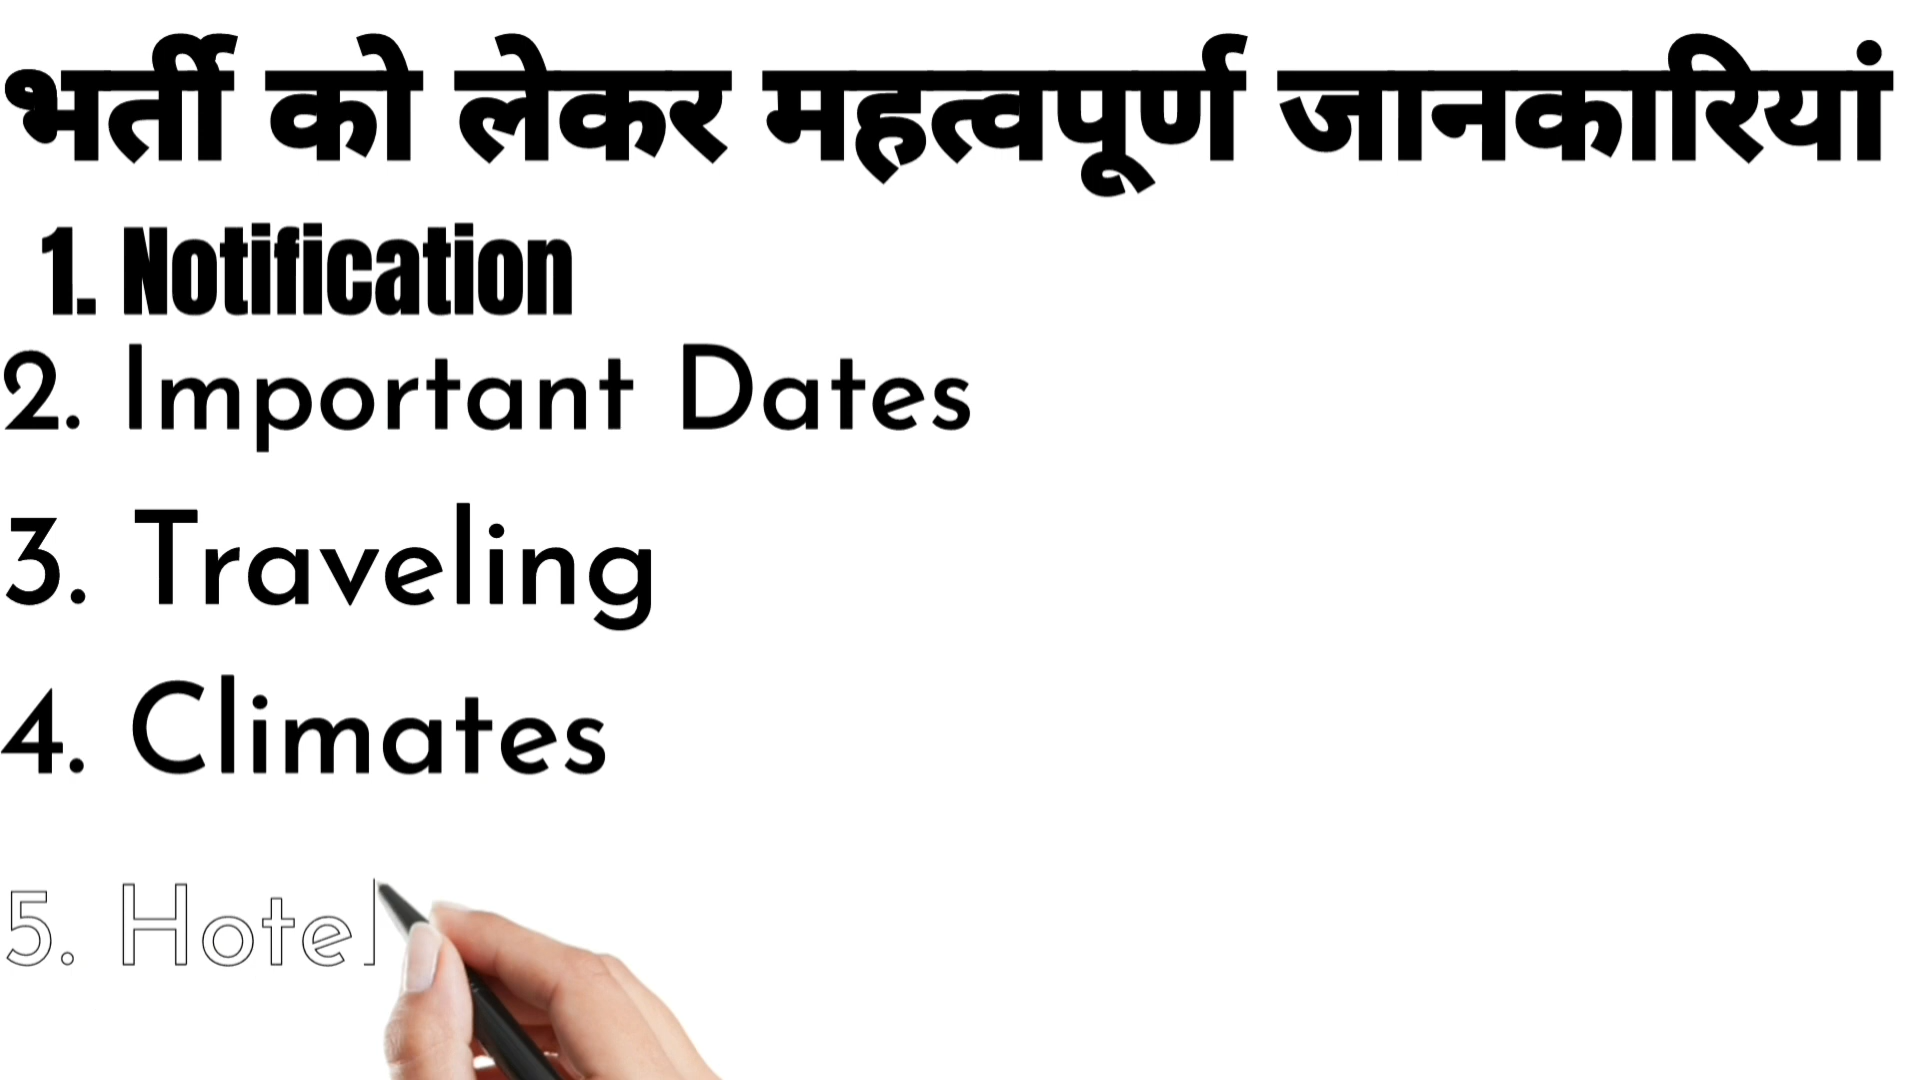 भर्ती को लेकर महत्वपूर्ण जानकारियां
1. Notification
2. Important Dates
3. Traveling
4. Climates
5. Hotel